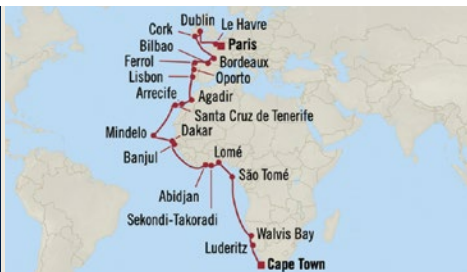 Dublin
Le Havre
Cork
Paris
Bilbao
Bordeaux
Ferrol
Oporto
Lisbon
Arrecife
Agadir
Santa Cruz de Tenerife
Mindelo
Dakar
Banjul
Lomé
São Tomé
Abidjan
Sekondi-Takoradi
Walvis Bay
Luderitz
Cape Town